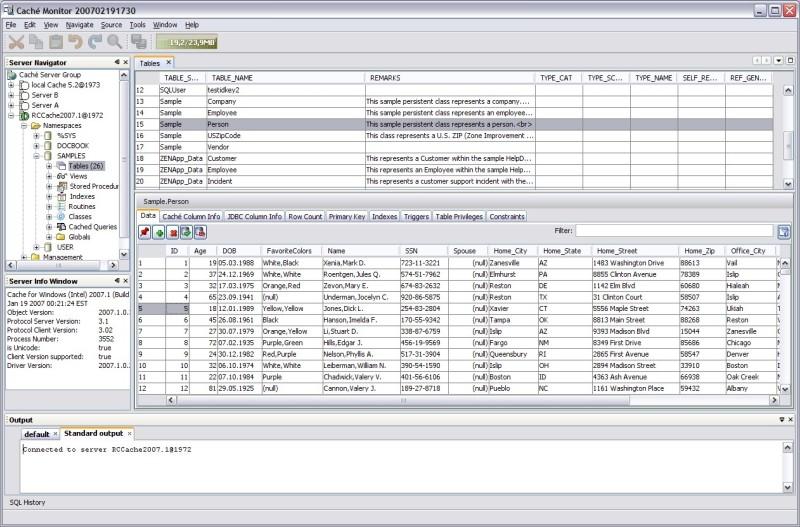 Caché Monitor 200702191730
File Edit View Navigate Source Tools Window Help
19,2/23,9MB
Server Navigator
Caché Server Group
local Cache 5.2@1973
Server B
Server A
RCCache2007.1@1972
Namespaces
%SYS
DOCBOOK
SAMPLES
Tables (26)
Views
Stored Procedur
Indexes
Routines
Classes
Cached Queries
Globals
USER
Management
Server Info Window
Cache for Windows (Intel) 2007.1 (Build
Jan 19 2007 00:21:24 EST
Object Version: 2007.1.0.
Protocol Server Version: 3.1
Protocol Client Version: 3.02
Process Number: 3552
is Unicode: true
Client Version supported: true
Driver Version: 2007.1.0.
Tables
TABLE_S... TABLE_NAME REMARKS TYPE_CAT TYPE_SC... TYPE_NAME SELF_RE... REF_GEN...
12 SQLUser testidkey2
13 Sample Company This sample persistent class represents a company....
14 Sample Employee This sample persistent class represents an employee...
15 Sample Person This sample persistent class represents a person.<br>
16 Sample USZipCode This class represents a U.S. ZIP (Zone Improvement ...
17 Sample Vendor
18 ZENApp_Data Customer This represents a Customer within the sample HelpD...
19 ZENApp_Data Employee This represents an Employee within the sample Help...
20 ZENApp_Data Incident This represents a customer support incident with the...
Sample.Person
Data Caché Column Info JDBC Column Info Row Count Primary Key Indexes Triggers Table Privileges Constraints
Filter:
ID Age DOB FavoriteColors Name SSN Spouse Home_City Home_State Home_Street Home_Zip Office_City
1 1 19 05.03.1988 White,Black Xenia,Mark D. 723-11-3221 (null) Zanesville AZ 1483 Washington Drive 88613 Vail
2 2 37 24.12.1969 White,White Roentgen,Jules Q. 574-51-7962 (null) Elmhurst PA 8855 Clinton Avenue 78389 Islip
3 3 32 17.03.1975 Orange,Red Zevon,Mary E. 674-83-2632 (null) Reston DE 1142 Elm Blvd 60680 Hialeah
4 4 65 23.09.1941 (null) Underman,Jocelyn C. 920-86-5875 (null) Reston TX 31 Clinton Court 58507 Islip
5 5 18 12.01.1989 Yellow,Yellow Jones,Dick L. 254-83-2804 (null) Xavier CT 5556 Maple Street 74263 Ukiah
6 6 45 26.08.1961 Black Hanson,Imelda F. 170-55-9342 (null) Tampa OK 8813 Main Street 88268 Reston
7 7 27 30.07.1979 Orange,Yellow Li,Stuart D. 338-87-6759 (null) Islip AZ 9393 Madison Blvd 15044 Zanesville
8 8 72 07.02.1935 Purple,Green Hills,Edgar J. 456-19-9569 (null) Fargo NM 8349 First Drive 85686 Chicago
9 9 24 30.12.1982 Red,Purple Nelson,Phyllis A. 517-31-3904 (null) Queensbury RI 2865 First Avenue 58547 Denver
10 10 32 06.10.1974 White,White Leiberman,William N. 390-54-1590 (null) Islip OH 2894 Madison Street 33910 Boston
11 11 22 07.10.1984 Purple Chadwick,Valery V. 401-56-6106 (null) Boston ID 4363 Ash Avenue 66938 Oak Creek
12 12 81 29.05.1925 (null) Cannon,Valery J. 189-27-8718 (null) Pueblo NC 1161 Washington Place 59432 Albany
Output
default Standard output
Connected to server RCCache2007.1@1972
SQL History